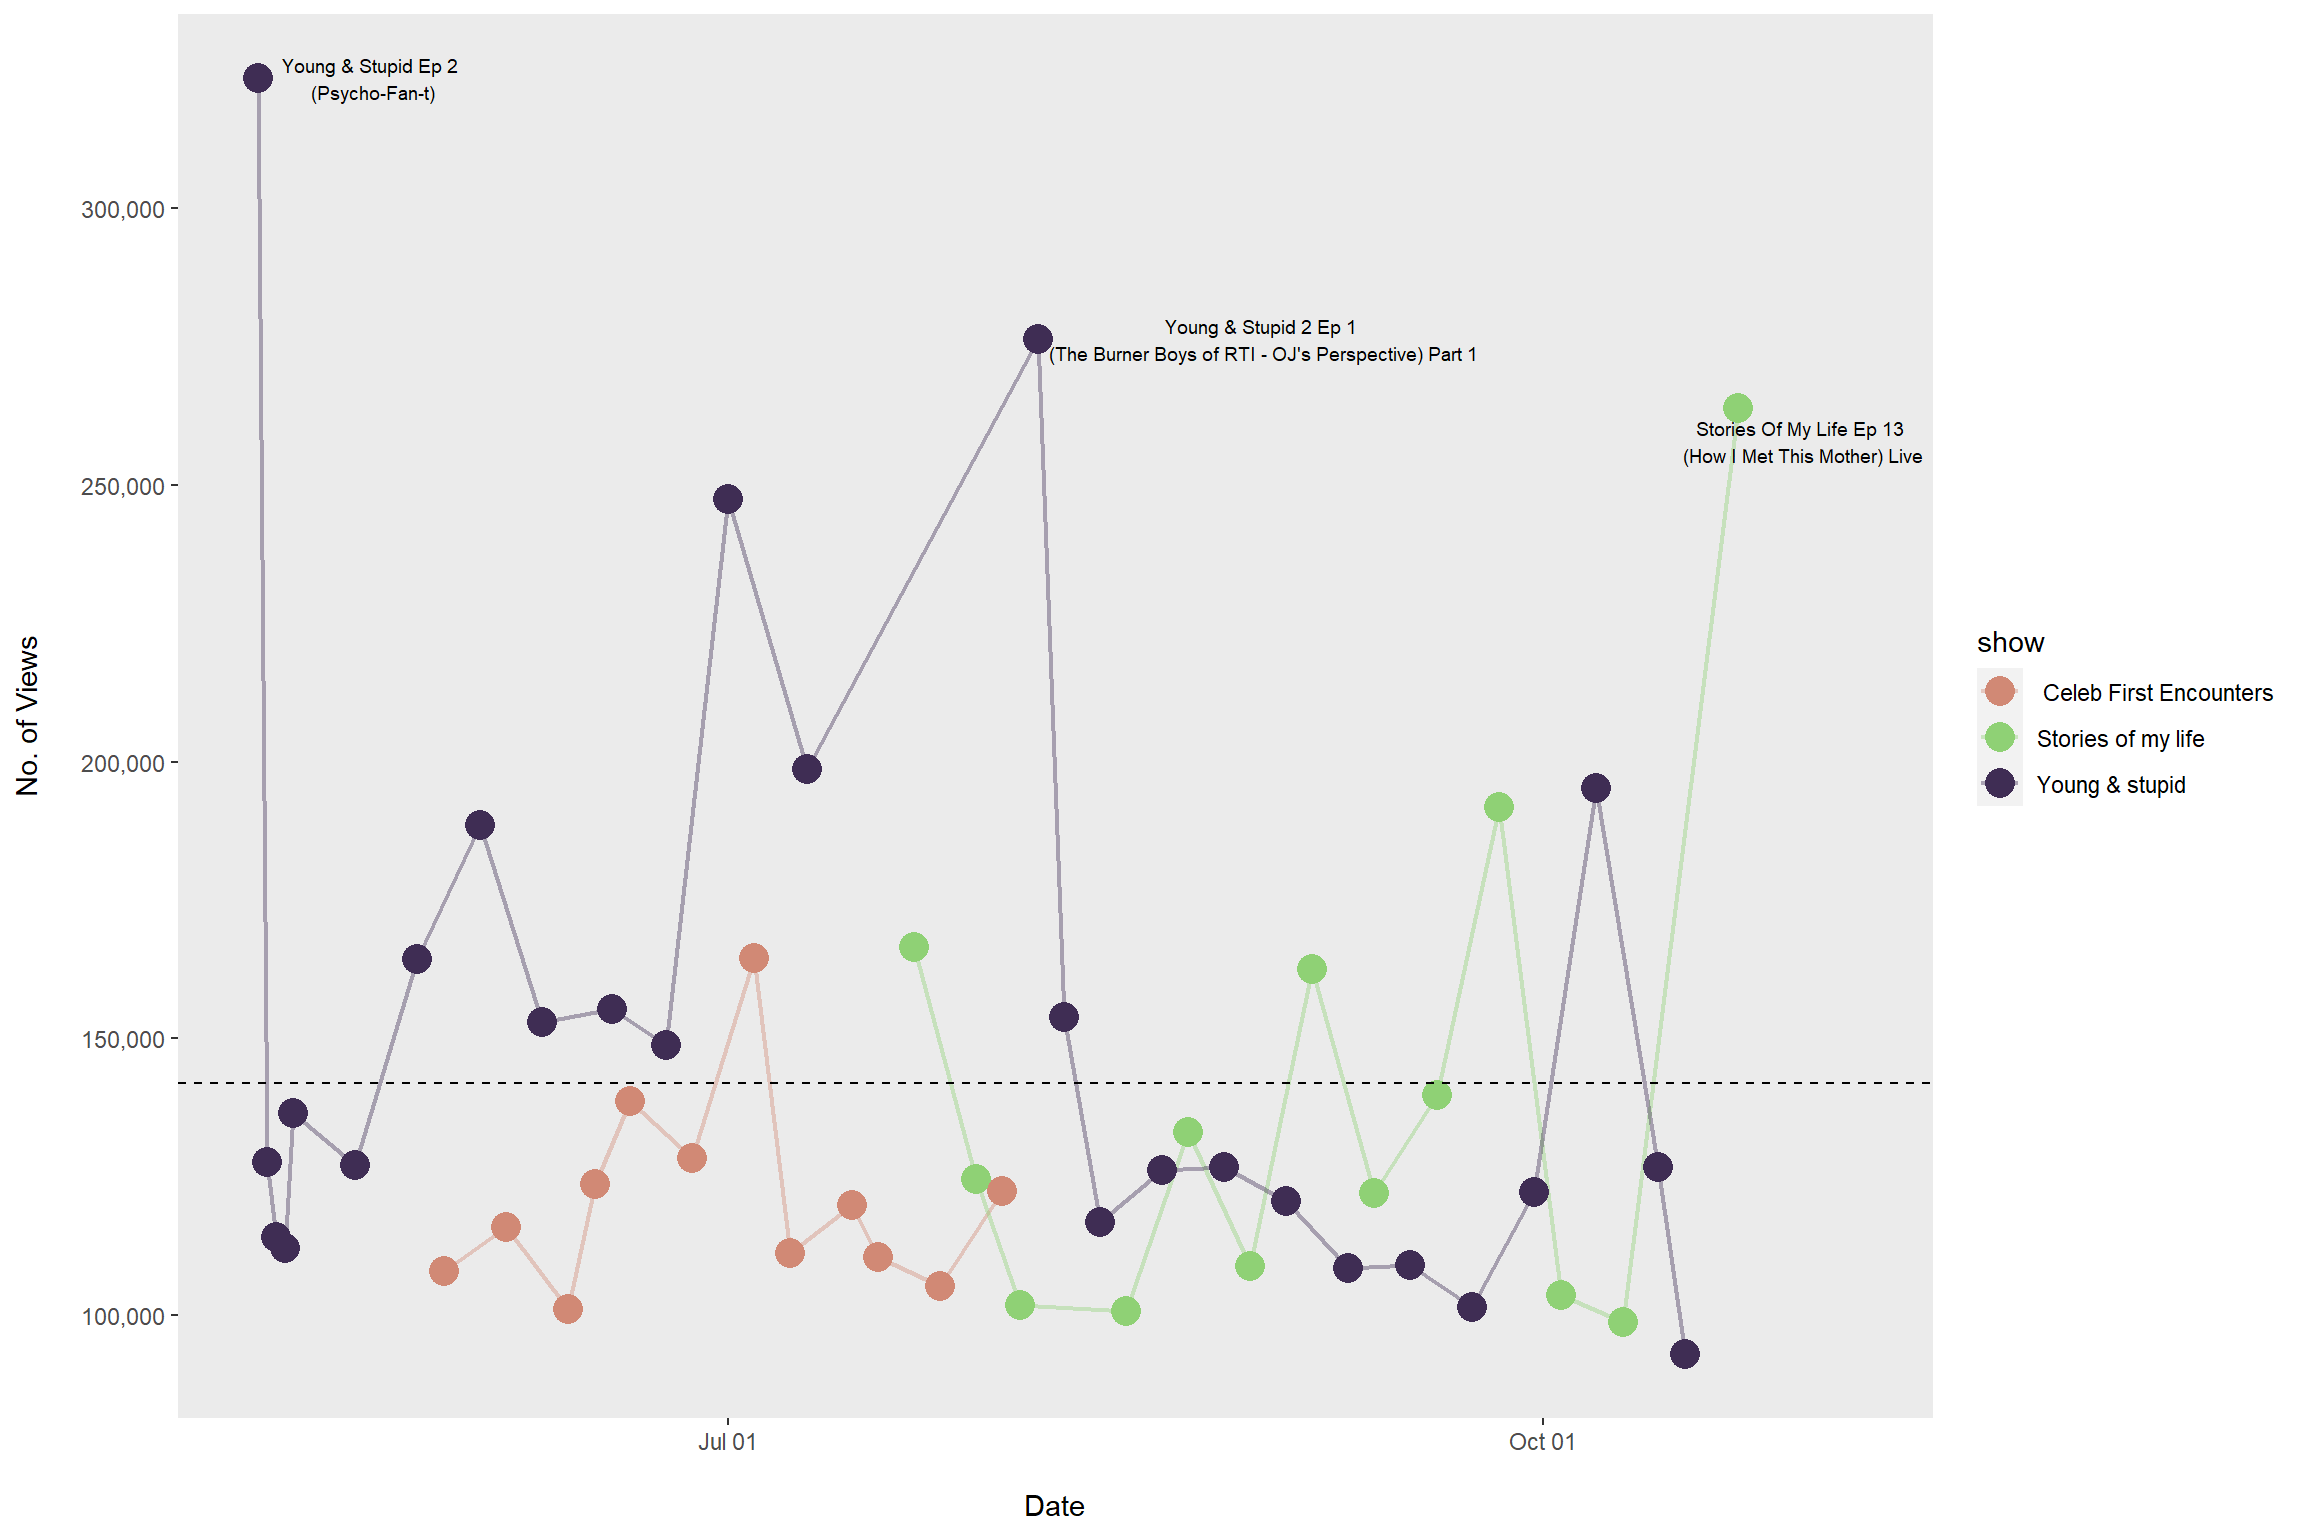 Young & Stupid Ep 2
(Psycho-Fan-t)
300,000
Young & Stupid 2 Ep 1
(The Burner Boys of RTI - OJ's Perspective) Part 1
Stories Of My Life Ep 13
(How I Met This Mother) Live
250,000
200,000
150,000
100,000
No. of Views
Jul 01
Oct 01
Date
show
Celeb First Encounters
Stories of my life
Young & stupid